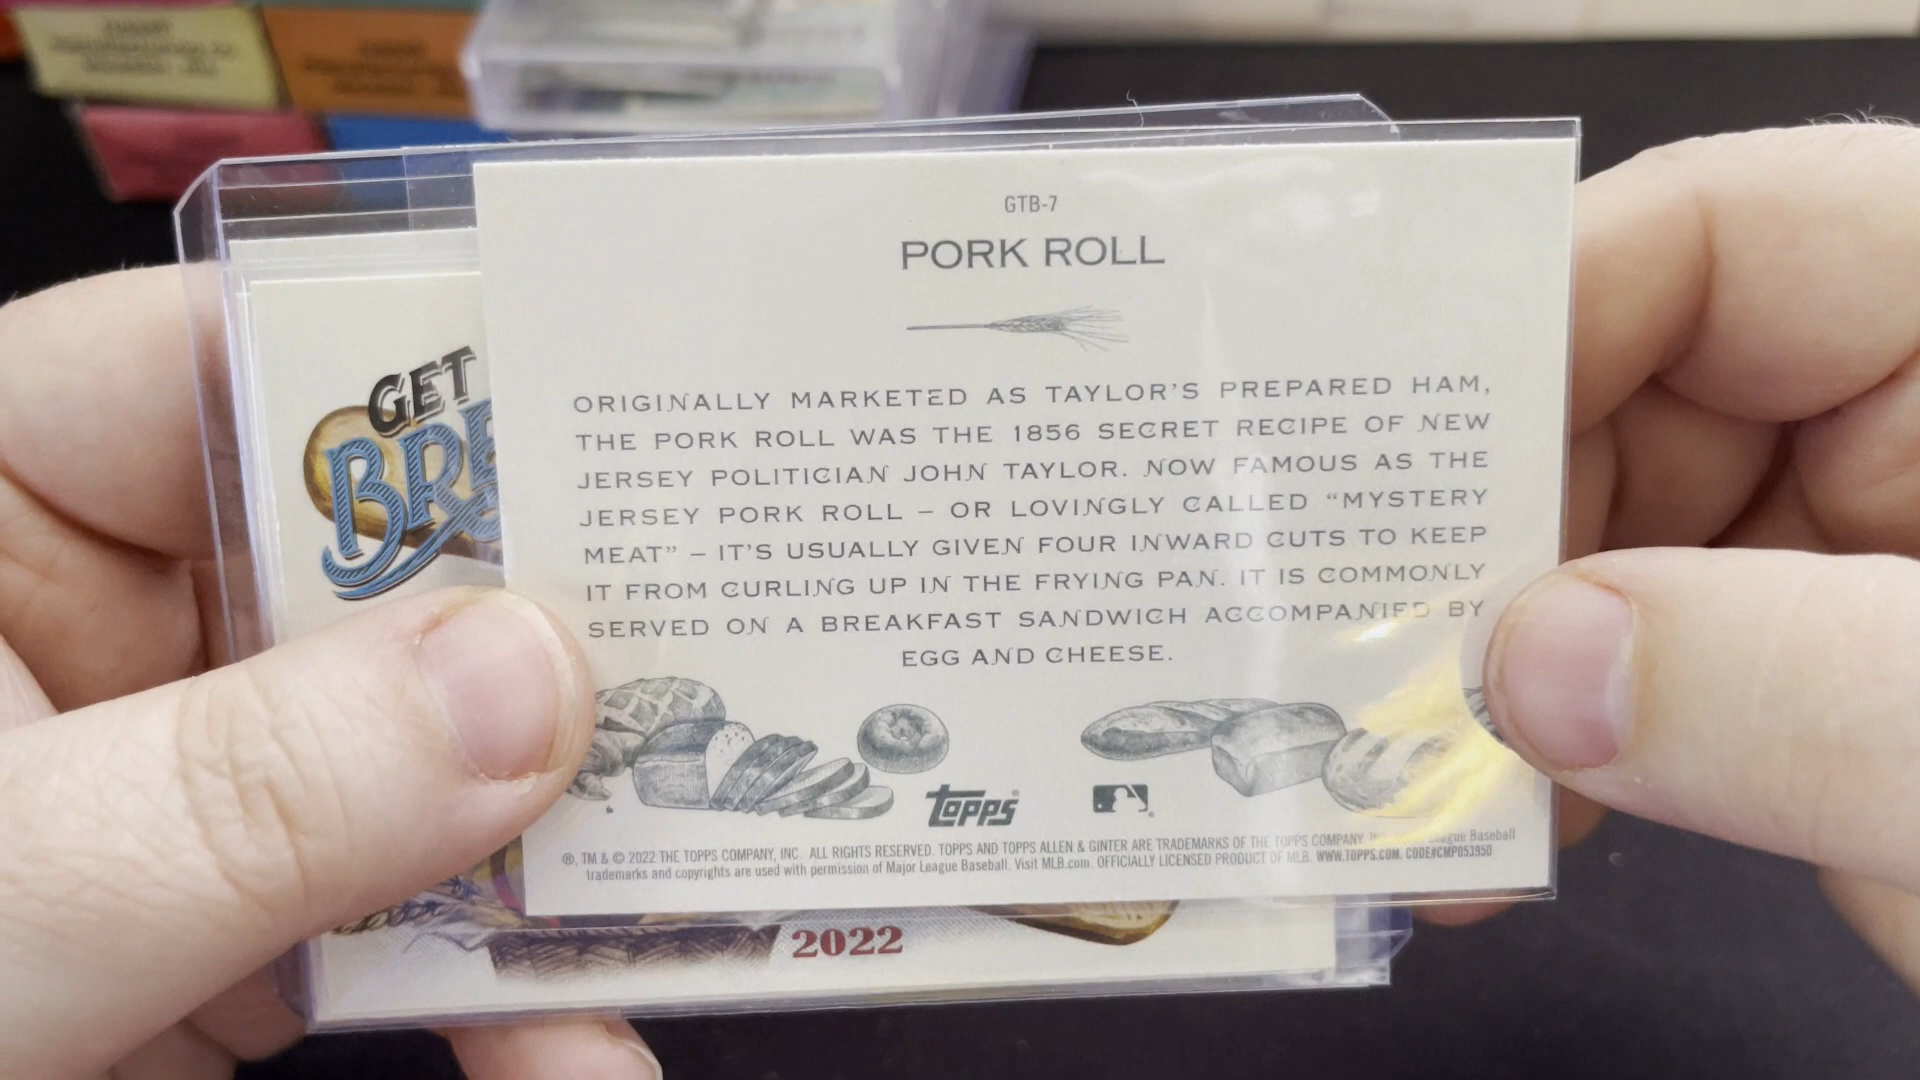 GTB-7
PORK ROLL
ORIGINALLY MARKETED AS TAYLOR'S PREPARED HAM,
THE PORK ROLL WAS THE 1856 SECRET RECIPE OF NEW
JERSEY POLITICIAN JOHN TAYLOR. NOW FAMOUS AS THE
JERSEY PORK ROLL – OR LOVINGLY CALLED “MYSTERY
MEAT” – IT'S USUALLY GIVEN FOUR INWARD CUTS TO KEEP
IT FROM CURLING UP IN THE FRYING PAN. IT IS COMMONLY
SERVED ON A BREAKFAST SANDWICH ACCOMPANIED BY
EGG AND CHEESE.
GET
BRE
Topps
®, TM & © 2022 THE TOPPS COMPANY, INC. ALL RIGHTS RESERVED. TOPPS AND TOPPS ALLEN & GINTER ARE TRADEMARKS OF THE TOPPS COMPANY, Baseball
trademarks and copyrights are used with permission of Major League Baseball. Visit MLB.com. OFFICIALLY LICENSED PRODUCT OF MLB. WWW.TOPPS.COM. CODE#CMP053950
2022